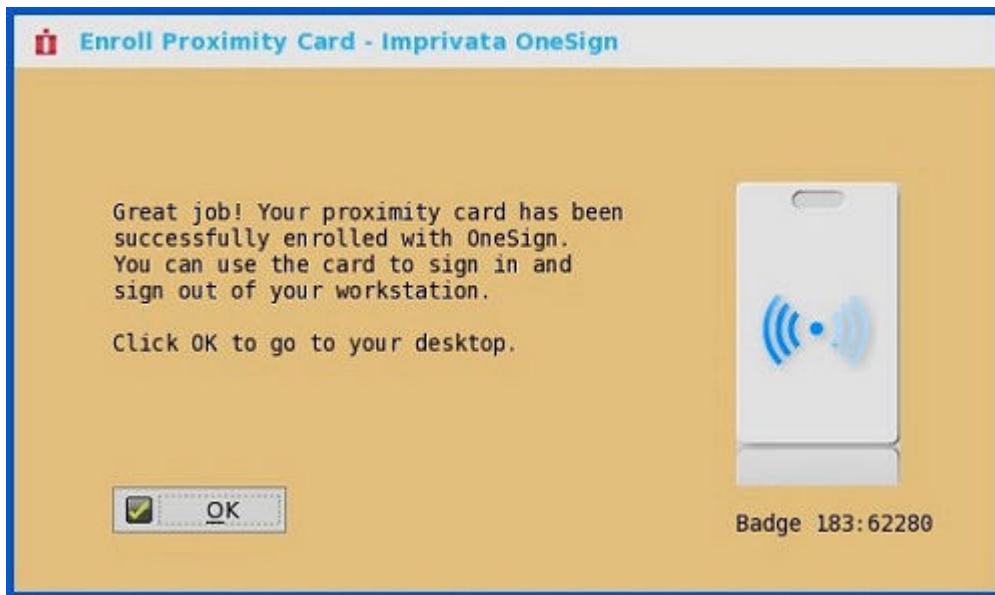 Enroll Proximity Card - Imprivata OneSign
Great job! Your proximity card has been
successfully enrolled with OneSign.
You can use the card to sign in and
sign out of your workstation.
Click OK to go to your desktop.
OK
Badge 183:62280